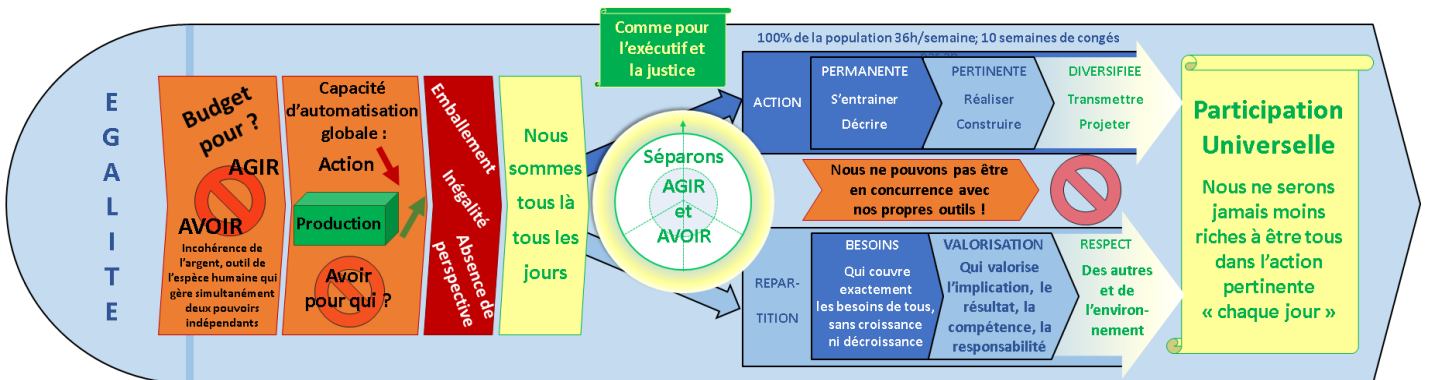 EGALITE
Budget
pour ?
AGIR
AVOIR
Incohérence de
l'argent, outil de
l'espèce humaine qui
gère simultanément
deux pouvoirs
indépendants
Capacité
d'automatisation
globale :
Action
Production
Avoir
pour qui ?
Emballement
Inégalité
Absence de
perspective
Nous
sommes
tous là
tous les
jours
Comme pour
l'exécutif et
la justice
Séparons
AGIR
et
AVOIR
100% de la population 36h/semaine; 10 semaines de congés
ACTION
PERMANENTE
S'entrainer
Décrire
PERTINENTE
Réaliser
Construire
DIVERSIFIEE
Transmettre
Projeter
Nous ne pouvons pas être
en concurrence avec
nos propres outils !
REPAR-
TITION
BESOINS
Qui couvre
exactement
les besoins de tous,
sans croissance
ni décroissance
VALORISATION
Qui valorise
l'implication, le
résultat, la
compétence, la
responsabilité
RESPECT
Des autres
et de
l'environ-
nement
Participation
Universelle
Nous ne serons
jamais moins
riches à être tous
dans l'action
pertinente
« chaque jour »